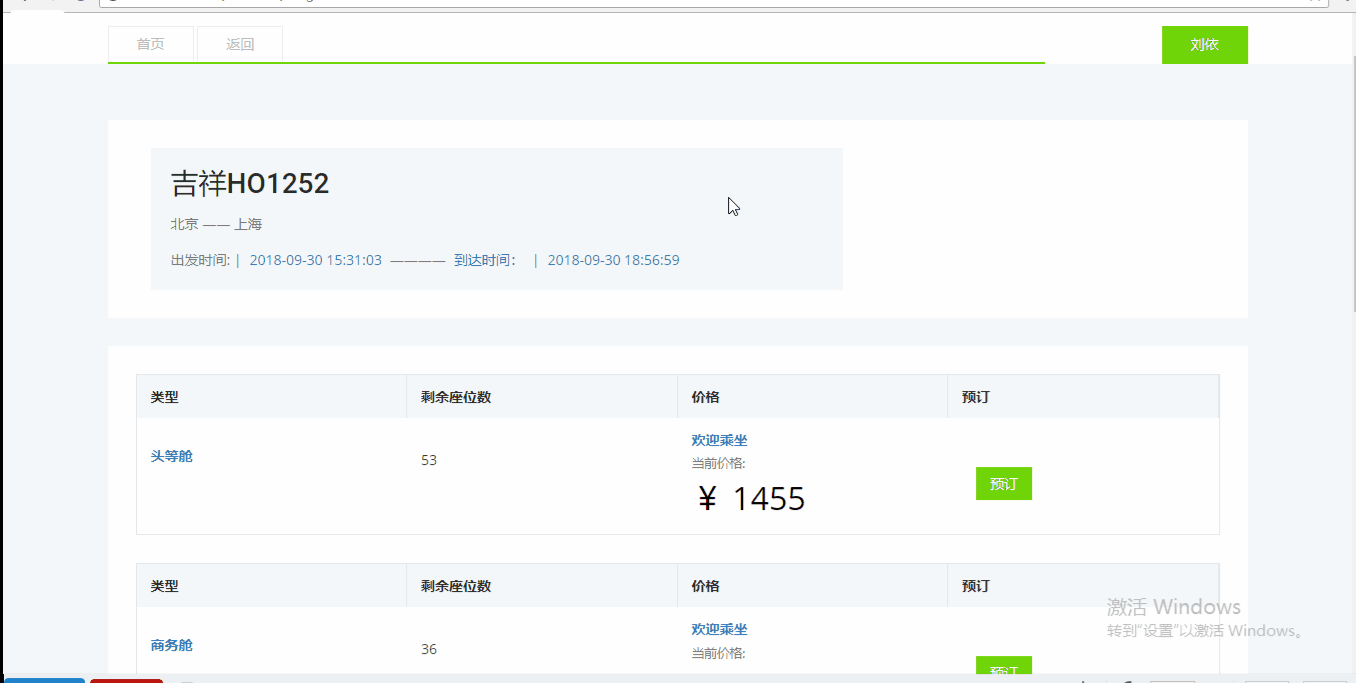 首页 返回 刘依
吉祥HO1252
北京 —— 上海
出发时间: | 2018-09-30 15:31:03 ———— 到达时间： | 2018-09-30 18:56:59
类型 剩余座位数 价格 预订
头等舱 53 欢迎乘坐
当前价格:
¥ 1455 预订
类型 剩余座位数 价格 预订
商务舱 36 欢迎乘坐
当前价格:
预订
激活 Windows
转到"设置"以激活 Windows。